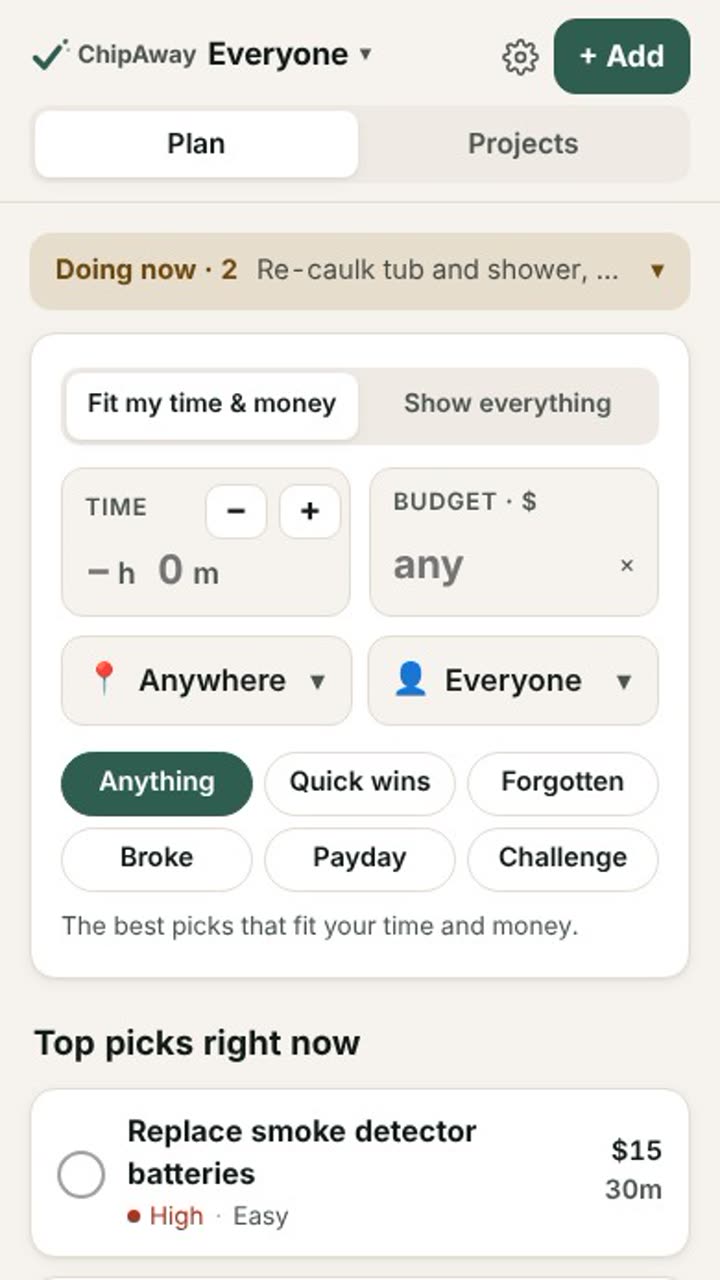 ChipAway Everyone ▼
+ Add
Plan
Projects
Doing now · 2 Re-caulk tub and shower, ... ▼
Fit my time & money
Show everything
TIME
− +
– h 0 m
BUDGET · $
any ×
📍 Anywhere ▼
👤 Everyone ▼
Anything
Quick wins
Forgotten
Broke
Payday
Challenge
The best picks that fit your time and money.
Top picks right now
Replace smoke detector
batteries
High · Easy
$15
30m